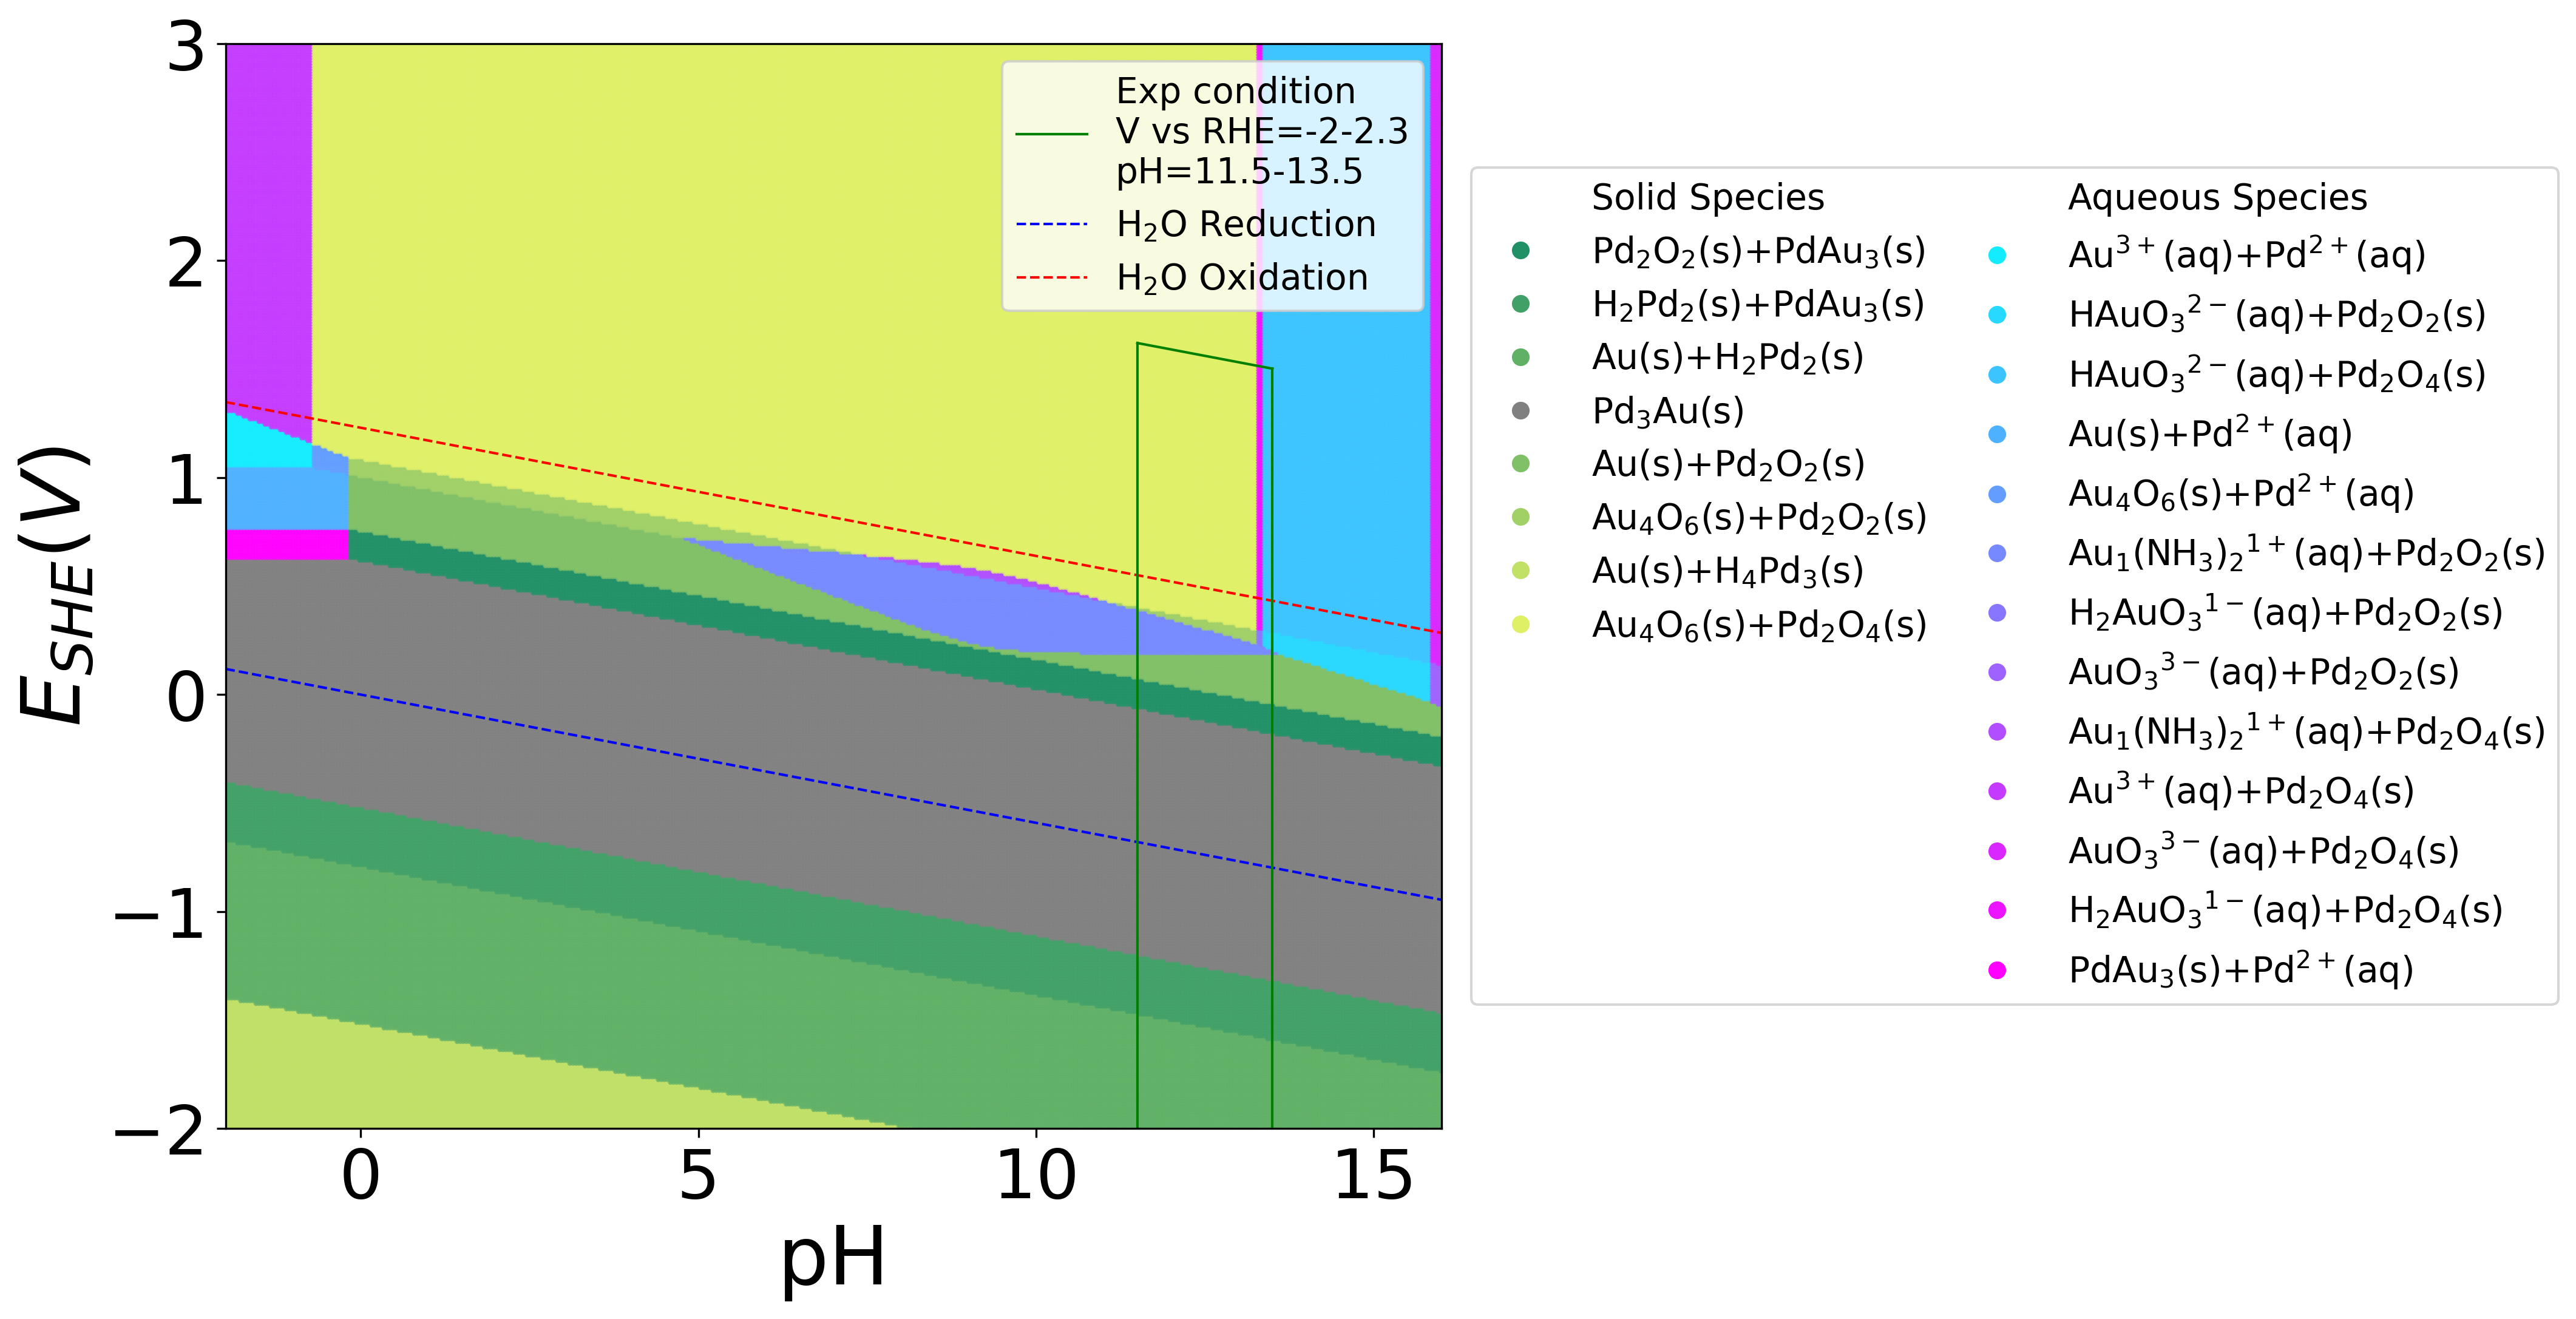 3
2
1
0
−1
−2
E_SHE(V)
0 5 10 15
pH
Exp condition
V vs RHE=-2-2.3
pH=11.5-13.5
H₂O Reduction
H₂O Oxidation
Solid Species
Pd₂O₂(s)+PdAu₃(s)
H₂Pd₂(s)+PdAu₃(s)
Au(s)+H₂Pd₂(s)
Pd₃Au(s)
Au(s)+Pd₂O₂(s)
Au₄O₆(s)+Pd₂O₂(s)
Au(s)+H₄Pd₃(s)
Au₄O₆(s)+Pd₂O₄(s)
Aqueous Species
Au³⁺(aq)+Pd²⁺(aq)
HAuO₃²⁻(aq)+Pd₂O₂(s)
HAuO₃²⁻(aq)+Pd₂O₄(s)
Au(s)+Pd²⁺(aq)
Au₄O₆(s)+Pd²⁺(aq)
Au₁(NH₃)₂¹⁺(aq)+Pd₂O₂(s)
H₂AuO₃¹⁻(aq)+Pd₂O₂(s)
AuO₃³⁻(aq)+Pd₂O₂(s)
Au₁(NH₃)₂¹⁺(aq)+Pd₂O₄(s)
Au³⁺(aq)+Pd₂O₄(s)
AuO₃³⁻(aq)+Pd₂O₄(s)
H₂AuO₃¹⁻(aq)+Pd₂O₄(s)
PdAu₃(s)+Pd²⁺(aq)